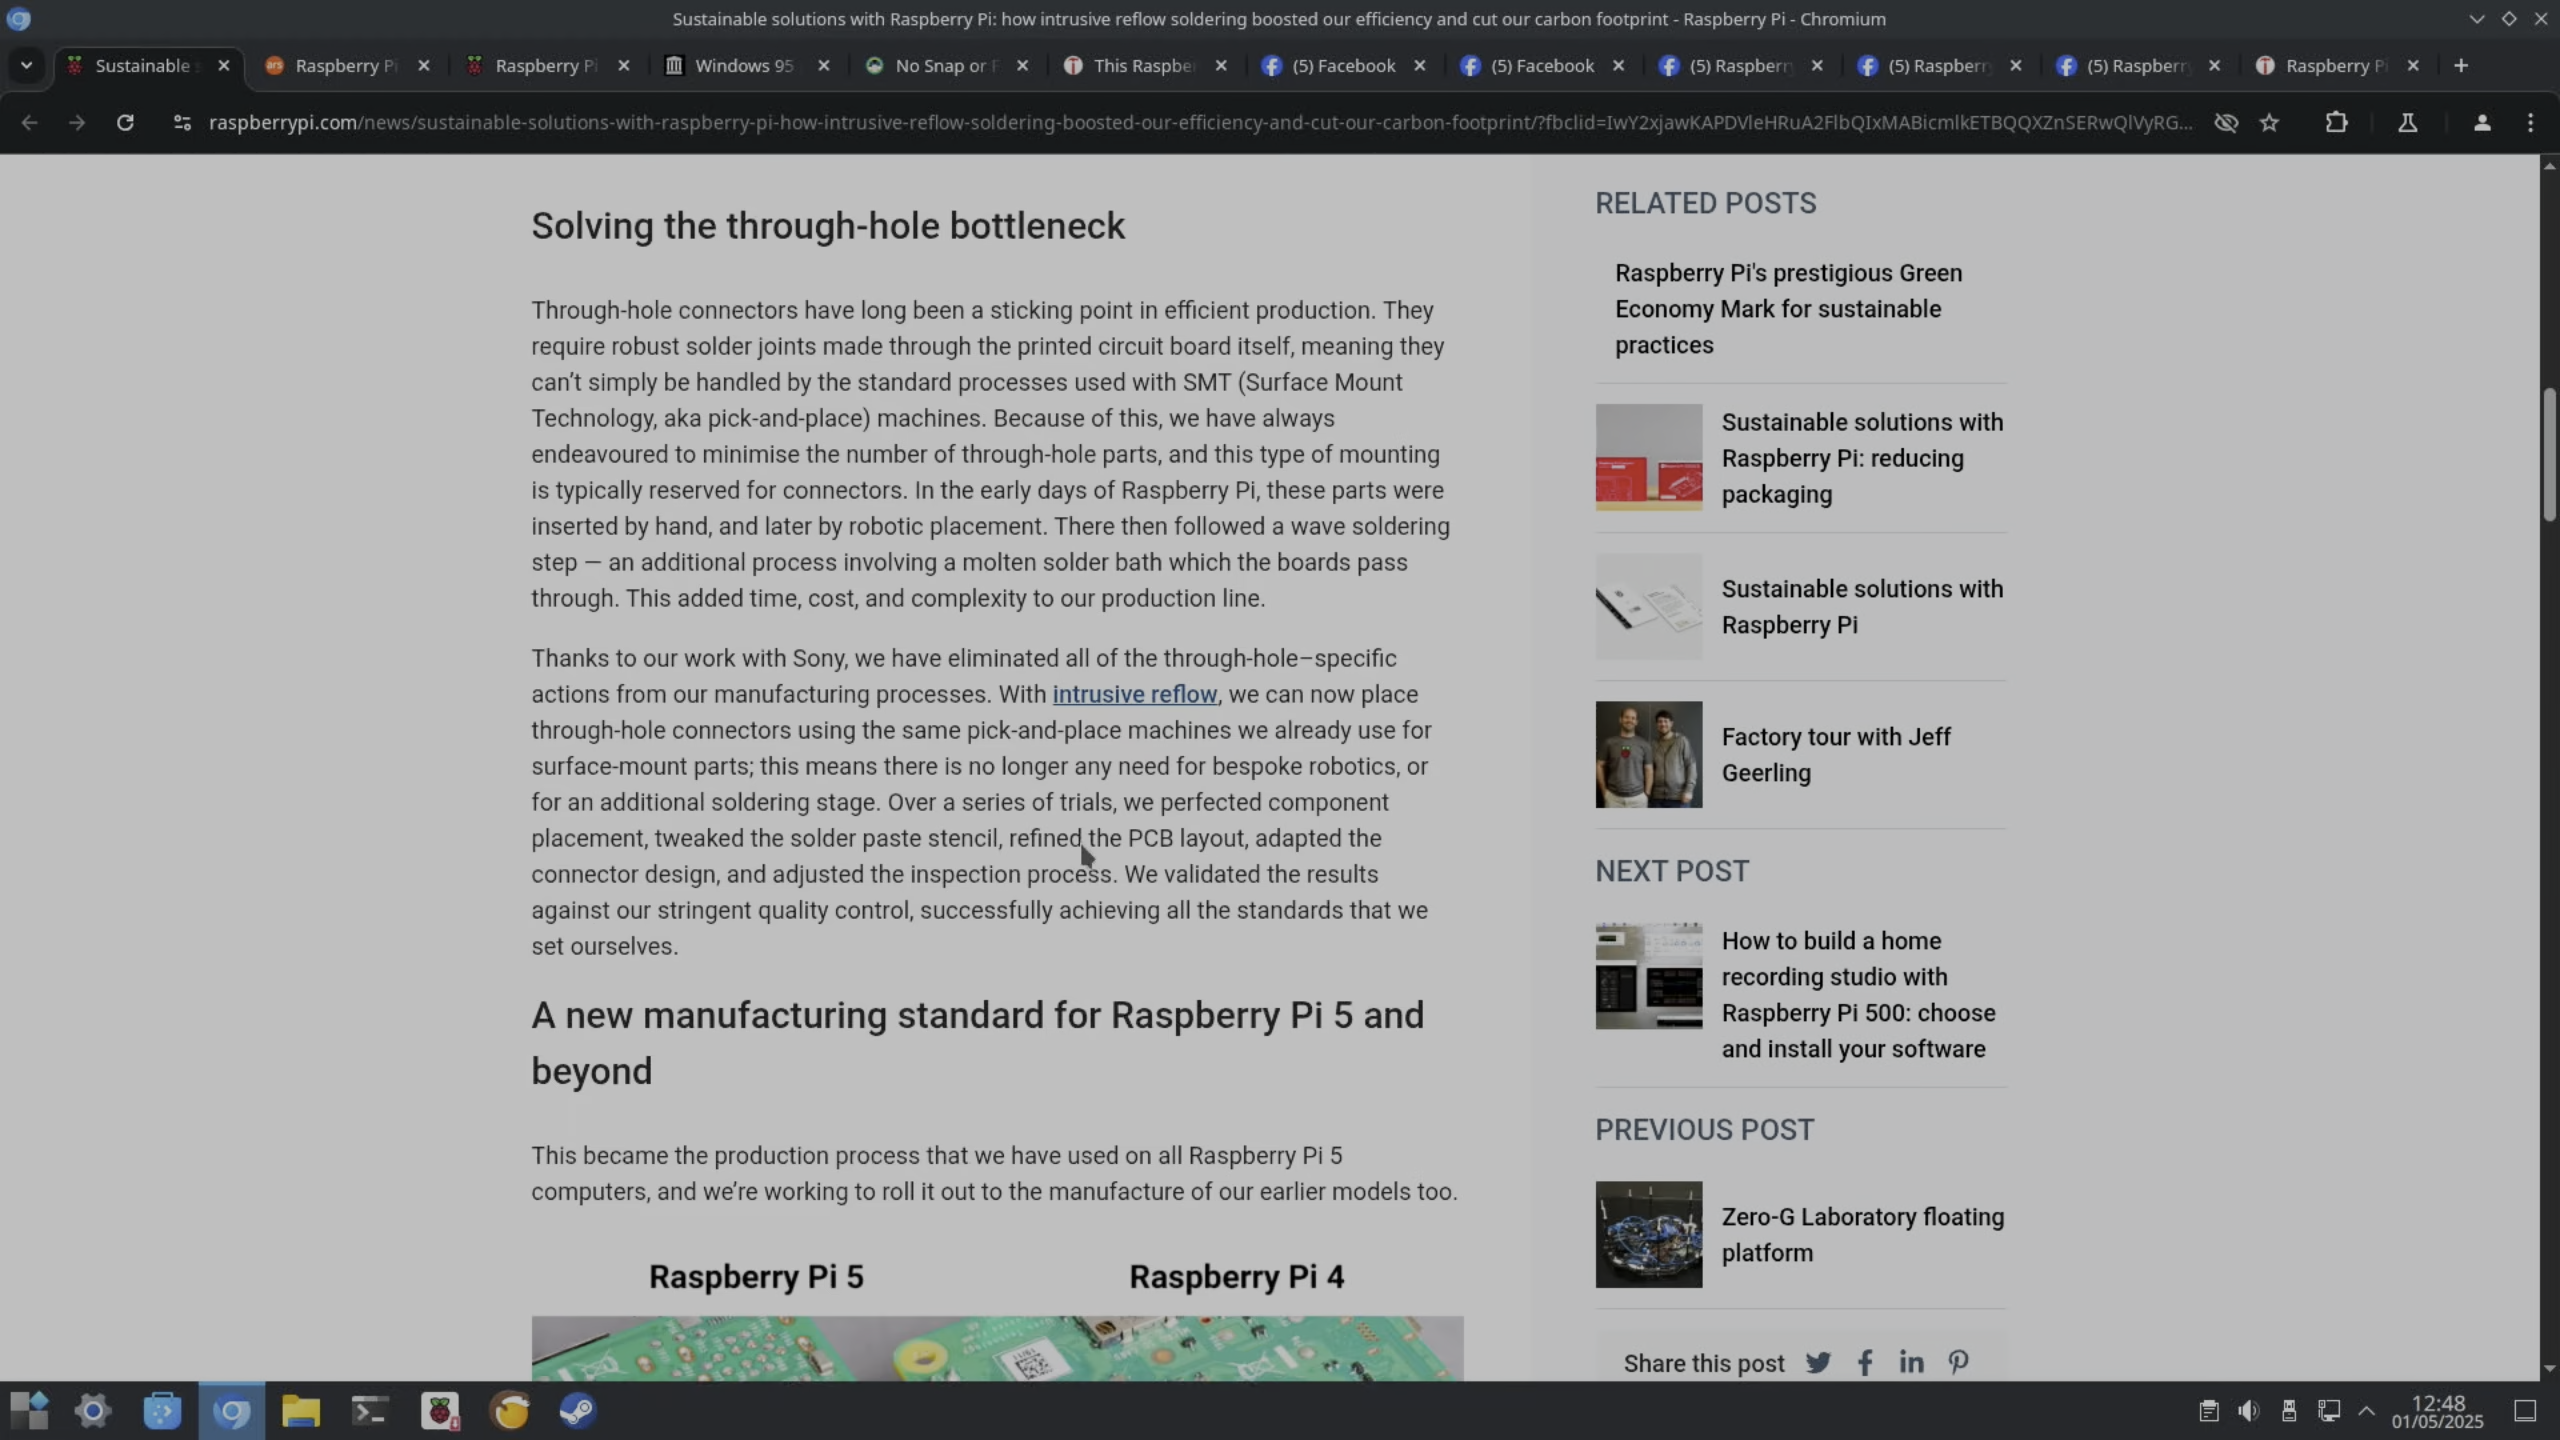 Sustainable solutions with Raspberry Pi: how intrusive reflow soldering boosted our efficiency and cut our carbon footprint - Raspberry Pi - Chromium
Sustainable s
Raspberry Pi
Raspberry Pi
Windows 95
No Snap or F
This Raspbe
(5) Facebook
(5) Facebook
(5) Raspberr
(5) Raspberr
(5) Raspberr
Raspberry Pi
raspberrypi.com/news/sustainable-solutions-with-raspberry-pi-how-intrusive-reflow-soldering-boosted-our-efficiency-and-cut-our-carbon-footprint/?fbclid=IwY2xjawKAPDVleHRuA2FlbQIxMABicmlkETBQQXZnSERwQlVyRG...
Solving the through-hole bottleneck
Through-hole connectors have long been a sticking point in efficient production. They
require robust solder joints made through the printed circuit board itself, meaning they
can't simply be handled by the standard processes used with SMT (Surface Mount
Technology, aka pick-and-place) machines. Because of this, we have always
endeavoured to minimise the number of through-hole parts, and this type of mounting
is typically reserved for connectors. In the early days of Raspberry Pi, these parts were
inserted by hand, and later by robotic placement. There then followed a wave soldering
step — an additional process involving a molten solder bath which the boards pass
through. This added time, cost, and complexity to our production line.
Thanks to our work with Sony, we have eliminated all of the through-hole–specific
actions from our manufacturing processes. With intrusive reflow, we can now place
through-hole connectors using the same pick-and-place machines we already use for
surface-mount parts; this means there is no longer any need for bespoke robotics, or
for an additional soldering stage. Over a series of trials, we perfected component
placement, tweaked the solder paste stencil, refined the PCB layout, adapted the
connector design, and adjusted the inspection process. We validated the results
against our stringent quality control, successfully achieving all the standards that we
set ourselves.
A new manufacturing standard for Raspberry Pi 5 and
beyond
This became the production process that we have used on all Raspberry Pi 5
computers, and we're working to roll it out to the manufacture of our earlier models too.
Raspberry Pi 5
Raspberry Pi 4
RELATED POSTS
Raspberry Pi's prestigious Green
Economy Mark for sustainable
practices
Sustainable solutions with
Raspberry Pi: reducing
packaging
Sustainable solutions with
Raspberry Pi
Factory tour with Jeff
Geerling
NEXT POST
How to build a home
recording studio with
Raspberry Pi 500: choose
and install your software
PREVIOUS POST
Zero-G Laboratory floating
platform
Share this post
12:48
01/05/2025